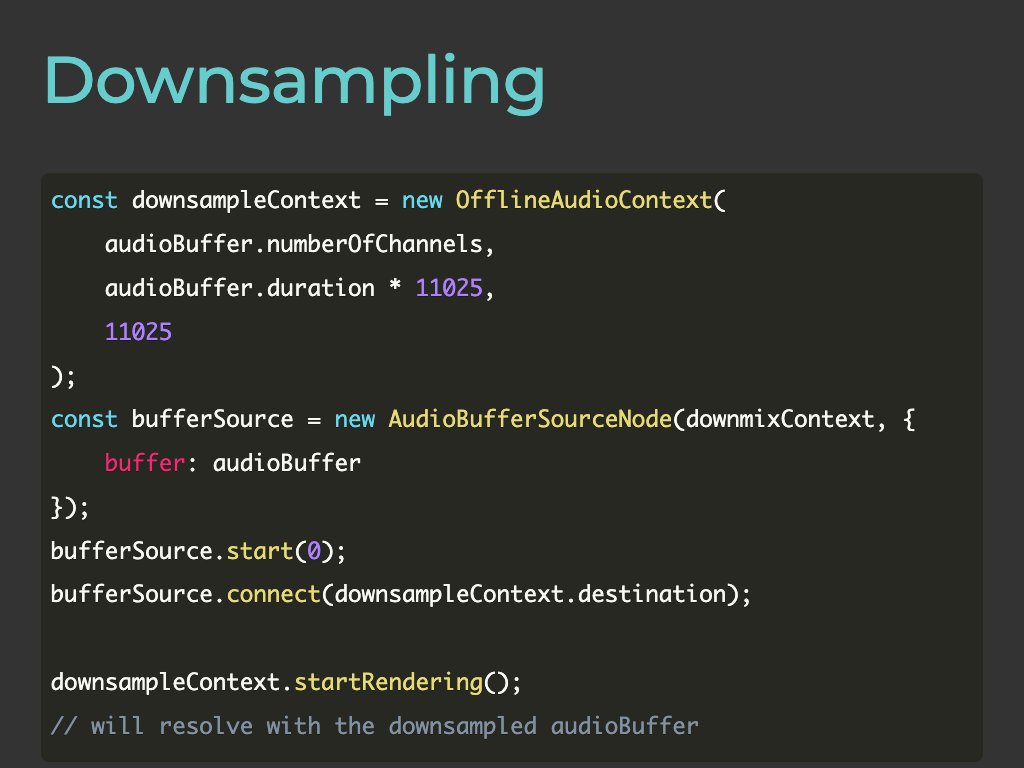 Downsampling
const downsampleContext = new OfflineAudioContext(
    audioBuffer.numberOfChannels,
    audioBuffer.duration * 11025,
    11025
);
const bufferSource = new AudioBufferSourceNode(downmixContext, {
    buffer: audioBuffer
});
bufferSource.start(0);
bufferSource.connect(downsampleContext.destination);

downsampleContext.startRendering();
// will resolve with the downsampled audioBuffer